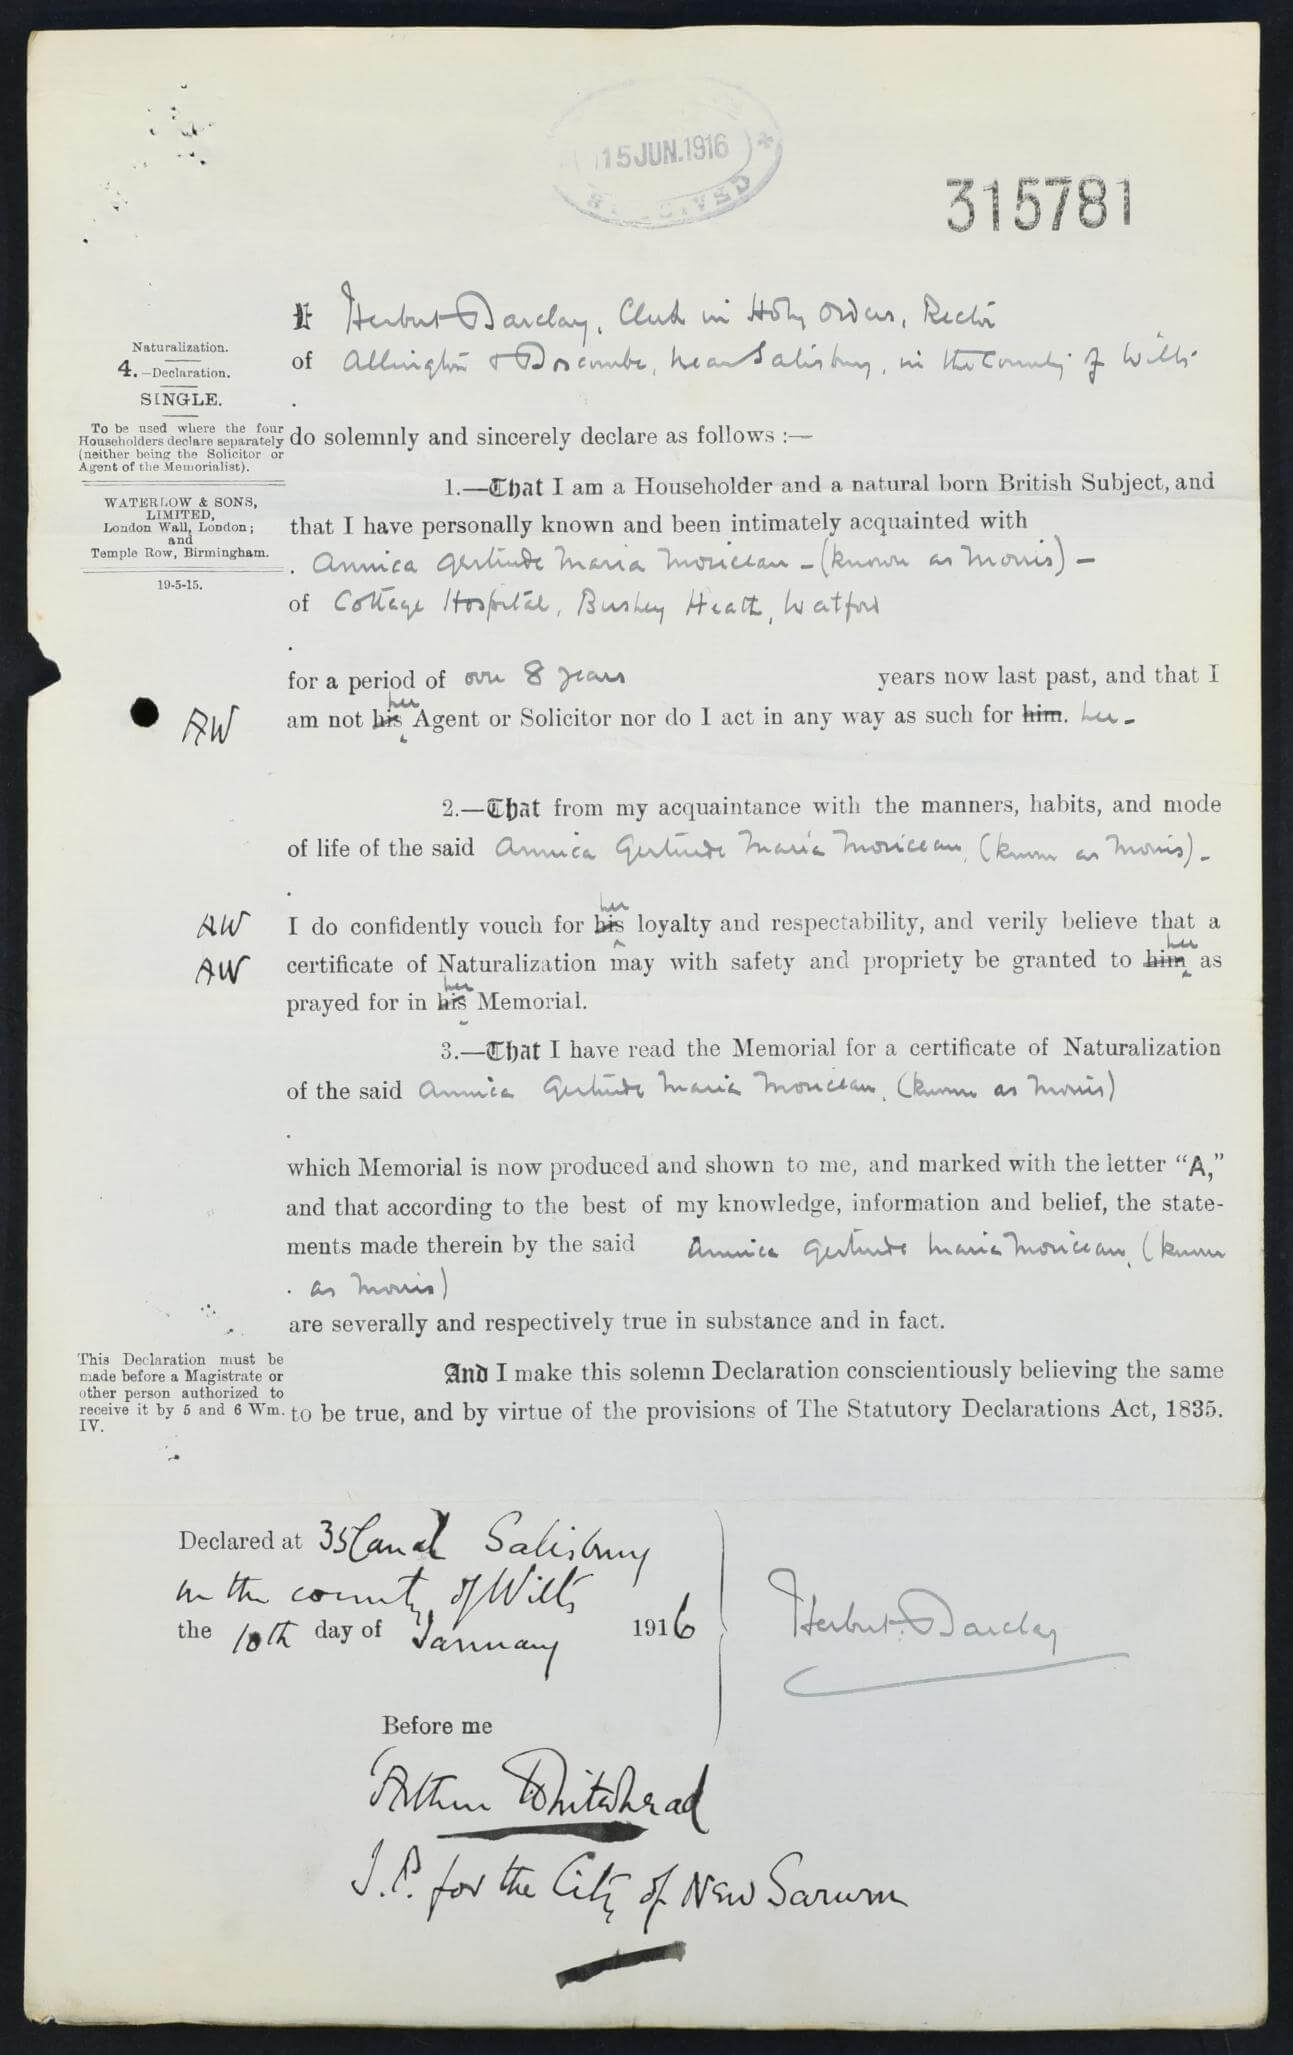 15 JUN. 1916
RECEIVED
315781
I Herbert Barclay, Clerk in Holy Orders, Rector
of Allington & Boscombe, near Salisbury, in the County of Wilts
Naturalization.
4.—Declaration.
SINGLE.
To be used where the four
Householders declare separately
(neither being the Solicitor or
Agent of the Memorialist).
WATERLOW & SONS,
LIMITED,
London Wall, London;
and
Temple Row, Birmingham.
19-5-15.
do solemnly and sincerely declare as follows :—
1.—That I am a Householder and a natural born British Subject, and
that I have personally known and been intimately acquainted with
Annica Gertrude Maria Moriceau - (known as Morris) -
of Cottage Hospital, Bushey Heath, Watford
for a period of over 8 years years now last past, and that I
AW am not his her Agent or Solicitor nor do I act in any way as such for him. her -
2.—That from my acquaintance with the manners, habits, and mode
of life of the said Annica Gertrude Maria Moriceau, (known as Morris). -
AW I do confidently vouch for his her loyalty and respectability, and verily believe that a
AW certificate of Naturalization may with safety and propriety be granted to him her as
prayed for in his her Memorial.
3.—That I have read the Memorial for a certificate of Naturalization
of the said Annica Gertrude Maria Moriceau, (known as Morris)
which Memorial is now produced and shown to me, and marked with the letter “A,”
and that according to the best of my knowledge, information and belief, the state-
ments made therein by the said Annica Gertrude Maria Moriceau, (known
as Morris)
are severally and respectively true in substance and in fact.
This Declaration must be
made before a Magistrate or
other person authorized to
receive it by 5 and 6 Wm.
IV.
And I make this solemn Declaration conscientiously believing the same
to be true, and by virtue of the provisions of The Statutory Declarations Act, 1835.
Declared at 35 Canal Salisbury
in the county of Wilts
the 10th day of January 1916
Herbert Barclay
Before me
Arthur Whitehead
J.P. for the City of New Sarum